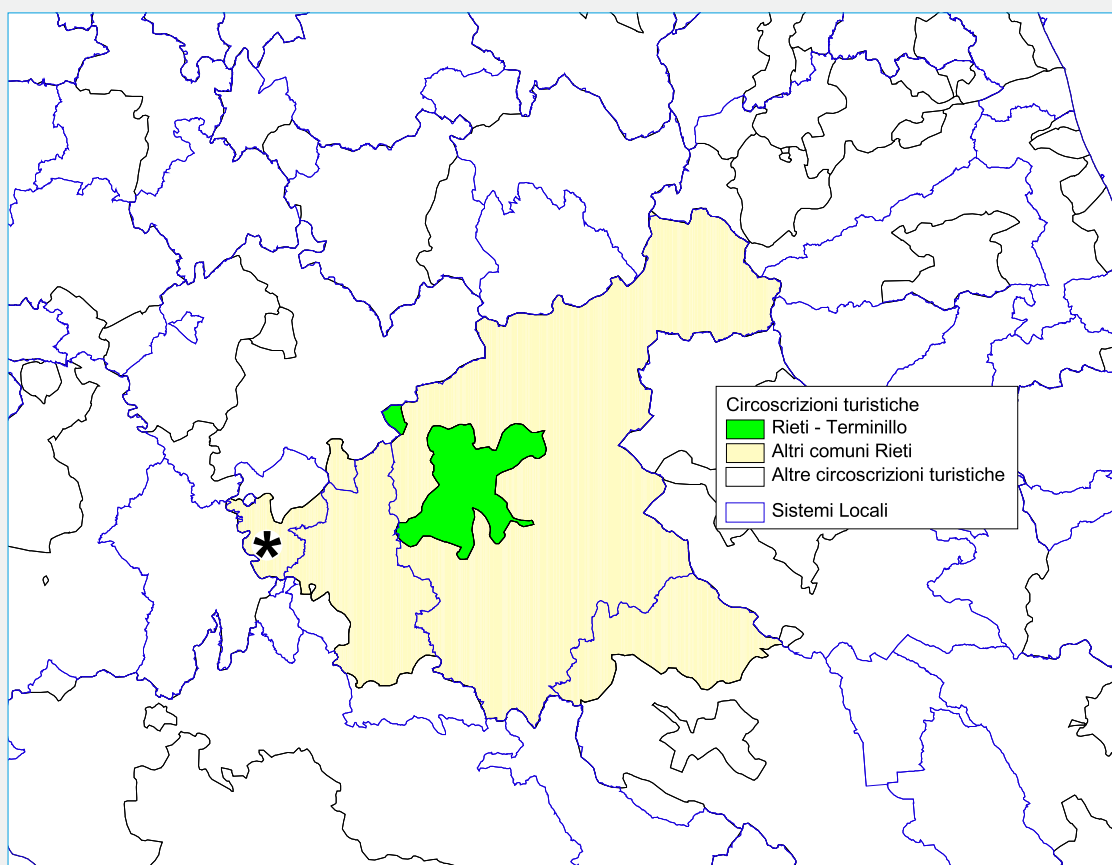 Circoscrizioni turistiche
Rieti - Terminillo
Altri comuni Rieti
Altre circoscrizioni turistiche
Sistemi Locali
*